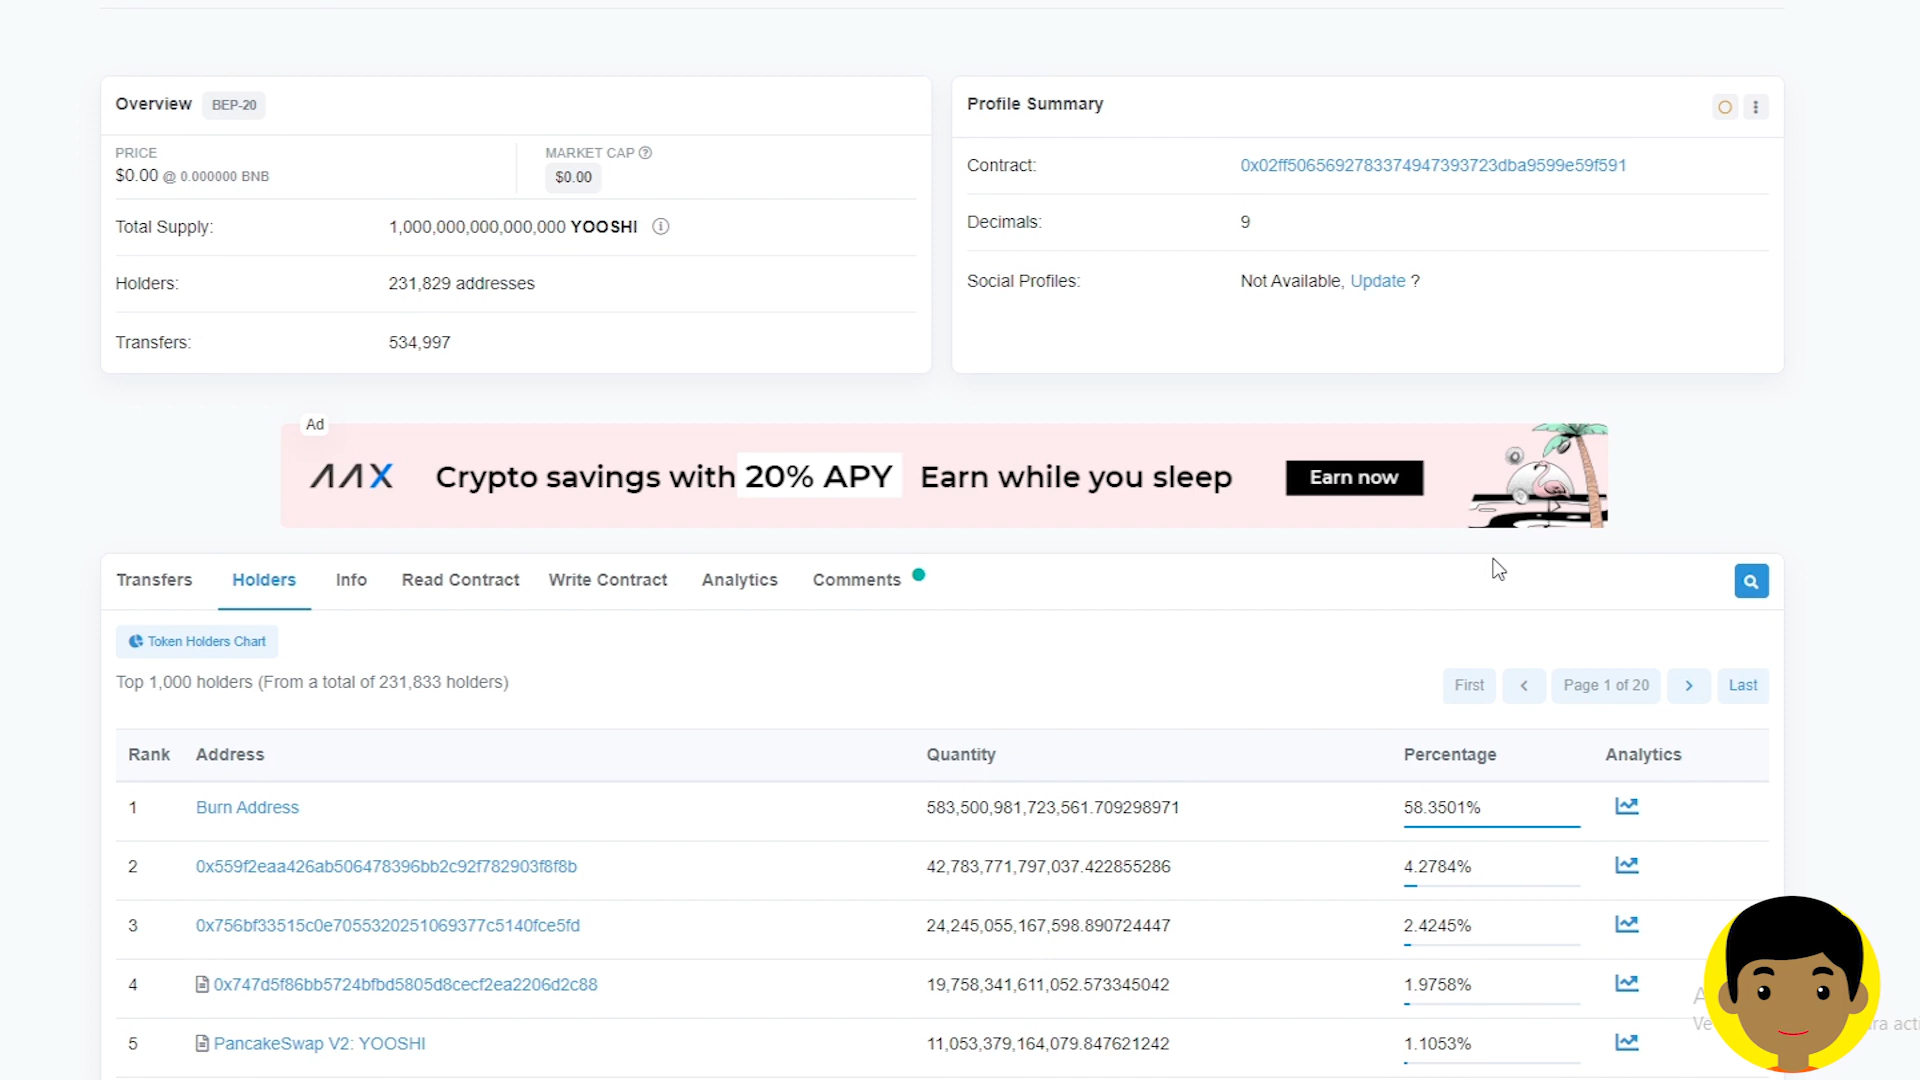 Overview BEP-20
PRICE
$0.00 @ 0.000000 BNB
MARKET CAP
$0.00
Total Supply: 1,000,000,000,000,000 YOOSHI
Holders: 231,829 addresses
Transfers: 534,997
Profile Summary
Contract: 0x02ff5065692783374947393723dba9599e59f591
Decimals: 9
Social Profiles: Not Available, Update ?
Ad
AAX Crypto savings with 20% APY Earn while you sleep Earn now
Transfers Holders Info Read Contract Write Contract Analytics Comments
Token Holders Chart
Top 1,000 holders (From a total of 231,833 holders)
First Page 1 of 20 Last
Rank Address Quantity Percentage Analytics
1 Burn Address 583,500,981,723,561.709298971 58.3501%
2 0x559f2eaa426ab506478396bb2c92f782903f8f8b 42,783,771,797,037.422855286 4.2784%
3 0x756bf33515c0e7055320251069377c5140fce5fd 24,245,055,167,598.890724447 2.4245%
4 0x747d5f86bb5724bfbd5805d8cecf2ea2206d2c88 19,758,341,611,052.573345042 1.9758%
5 PancakeSwap V2: YOOSHI 11,053,379,164,079.847621242 1.1053%